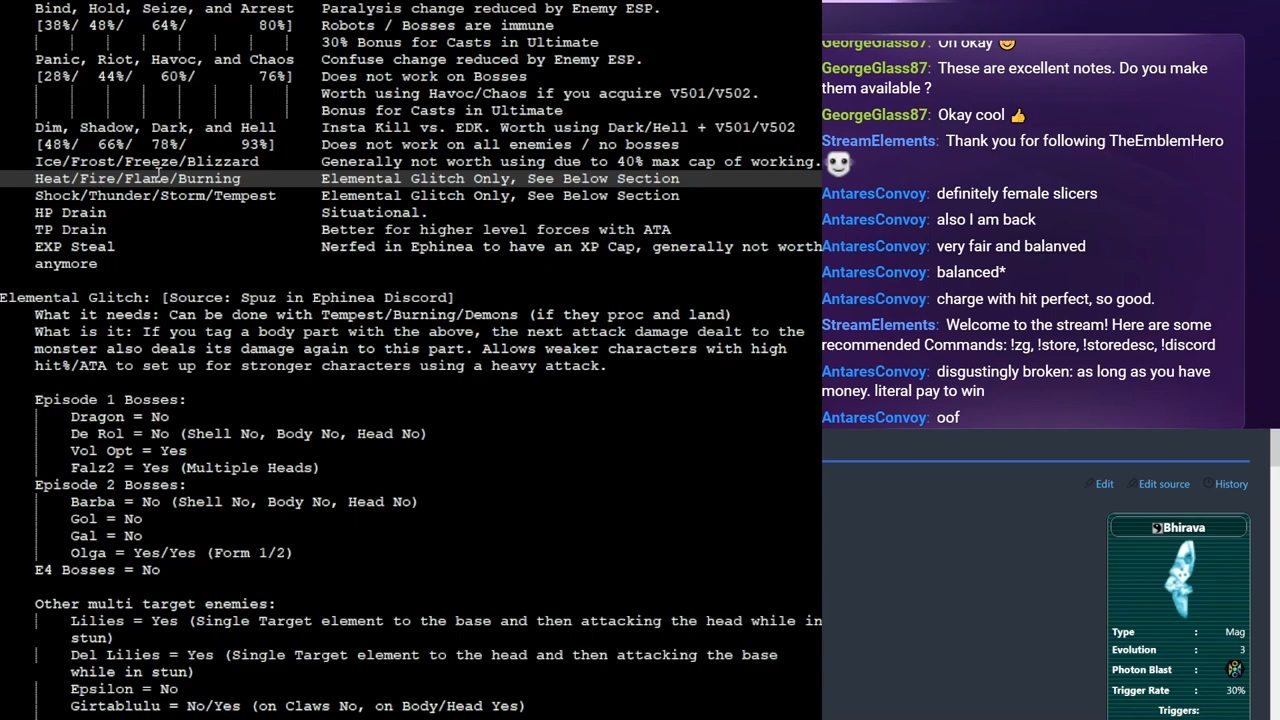 Bind, Hold, Seize, and Arrest Paralysis change reduced by Enemy ESP.
[38%/ 48%/ 64%/ 80%] Robots / Bosses are immune
30% Bonus for Casts in Ultimate
Panic, Riot, Havoc, and Chaos Confuse change reduced by Enemy ESP.
[28%/ 44%/ 60%/ 76%] Does not work on Bosses
Worth using Havoc/Chaos if you acquire V501/V502.
Bonus for Casts in Ultimate
Dim, Shadow, Dark, and Hell Insta Kill vs. EDK. Worth using Dark/Hell + V501/V502
[48%/ 66%/ 78%/ 93%] Does not work on all enemies / no bosses
Ice/Frost/Freeze/Blizzard Generally not worth using due to 40% max cap of working.
Heat/Fire/Flame/Burning Elemental Glitch Only, See Below Section
Shock/Thunder/Storm/Tempest Elemental Glitch Only, See Below Section
HP Drain Situational.
TP Drain Better for higher level forces with ATA
EXP Steal Nerfed in Ephinea to have an XP Cap, generally not worth
anymore
Elemental Glitch: [Source: Spuz in Ephinea Discord]
What it needs: Can be done with Tempest/Burning/Demons (if they proc and land)
What is it: If you tag a body part with the above, the next attack damage dealt to the
monster also deals its damage again to this part. Allows weaker characters with high
hit%/ATA to set up for stronger characters using a heavy attack.
Episode 1 Bosses:
Dragon = No
De Rol = No (Shell No, Body No, Head No)
Vol Opt = Yes
Falz2 = Yes (Multiple Heads)
Episode 2 Bosses:
Barba = No (Shell No, Body No, Head No)
Gol = No
Gal = No
Olga = Yes/Yes (Form 1/2)
E4 Bosses = No
Other multi target enemies:
Lilies = Yes (Single Target element to the base and then attacking the head while in
stun)
Del Lilies = Yes (Single Target element to the head and then attacking the base
while in stun)
Epsilon = No
Girtablulu = No/Yes (on Claws No, on Body/Head Yes)
GeorgeGlass87: Oh okay 😊
GeorgeGlass87: These are excellent notes. Do you make
them available ?
GeorgeGlass87: Okay cool 👍
StreamElements: Thank you for following TheEmblemHero
AntaresConvoy: definitely female slicers
AntaresConvoy: also I am back
AntaresConvoy: very fair and balanved
AntaresConvoy: balanced*
AntaresConvoy: charge with hit perfect, so good.
StreamElements: Welcome to the stream! Here are some
recommended Commands: !zg, !store, !storedesc, !discord
AntaresConvoy: disgustingly broken: as long as you have
money. literal pay to win
AntaresConvoy: oof
Edit Edit source History
Bhirava
Type : Mag
Evolution : 3
Photon Blast :
Trigger Rate : 30%
Triggers: